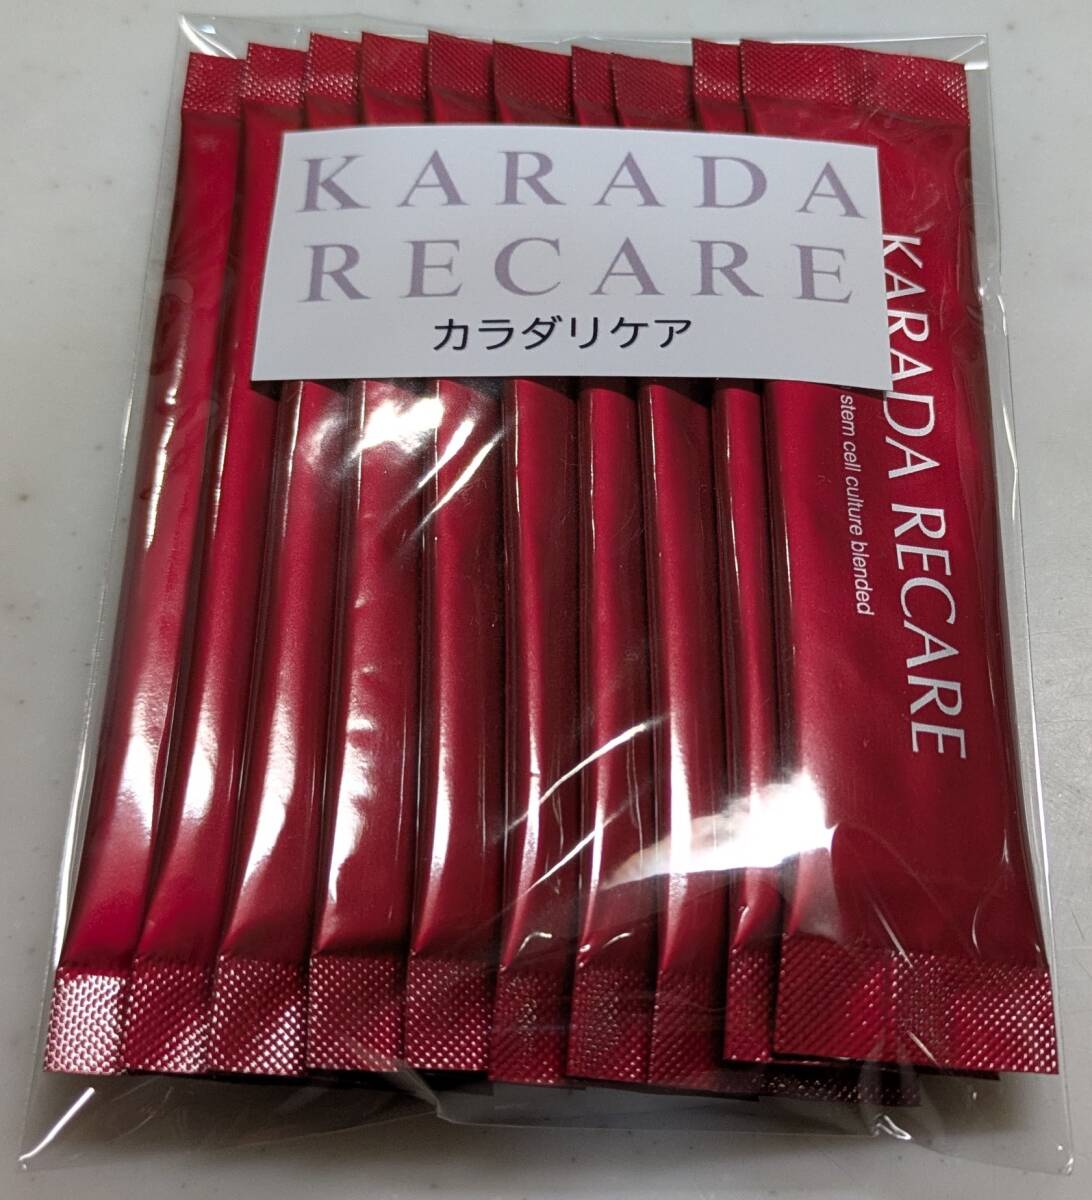 KARADA
RECARE
カラダリケア
KARADA RECARE
stem cell culture blended